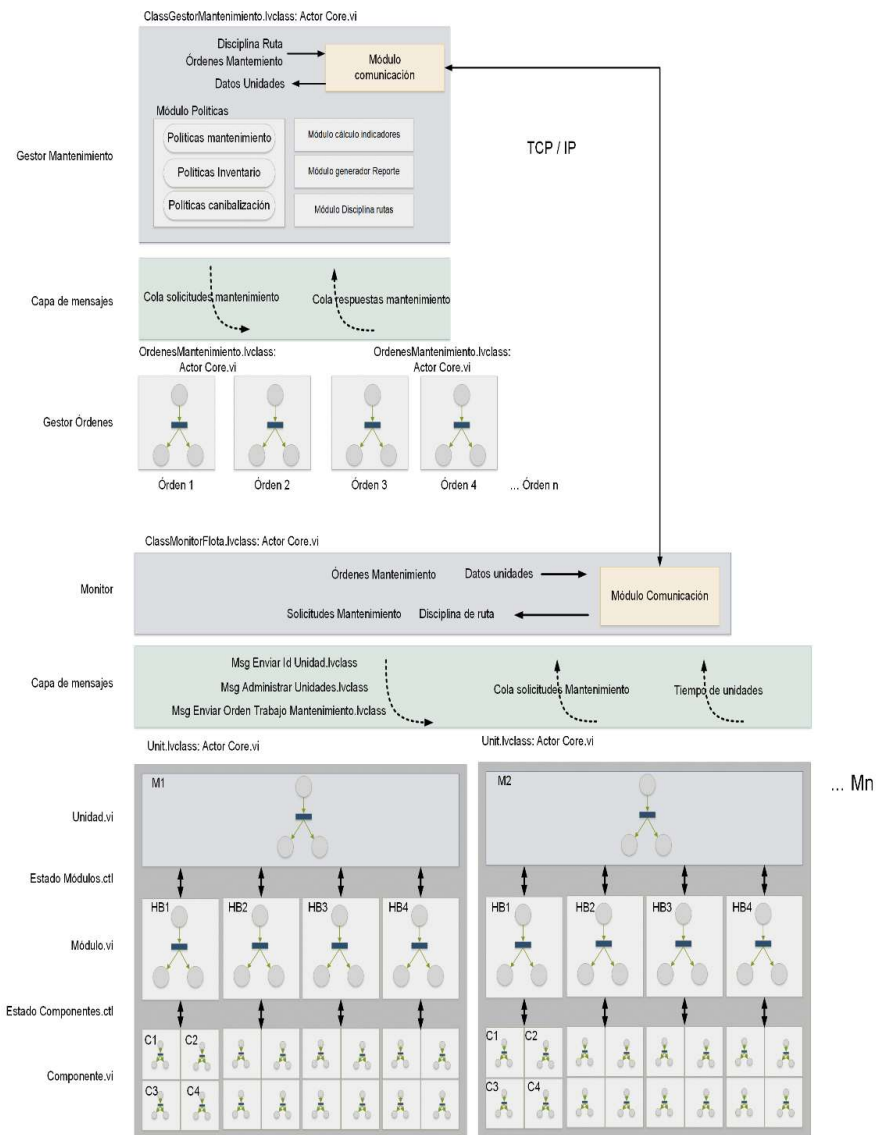 ClassGestorMantenimiento.lvclass: Actor Core.vi
Disciplina Ruta
Órdenes Mantemiento
Datos Unidades
Módulo
comunicación
Módulo Políticas
Políticas mantenimiento
Políticas Inventario
Políticas canibalización
Módulo cálculo indicadores
Módulo generador Reporte
Módulo Disciplina rutas
Gestor Mantenimiento
TCP / IP
Capa de mensajes
Cola solicitudes mantenimiento
Cola respuestas mantenimiento
OrdenesMantenimiento.lvclass:
Actor Core.vi
OrdenesMantenimiento.lvclass:
Actor Core.vi
Gestor Órdenes
Órden 1
Órden 2
Órden 3
Órden 4
... Órden n
ClassMonitorFlota.lvclass: Actor Core.vi
Monitor
Órdenes Mantenimiento
Datos unidades
Solicitudes Mantenimiento
Disciplina de ruta
Módulo Comunicación
Capa de mensajes
Msg Enviar Id Unidad.lvclass
Msg Administrar Unidades.lvclass
Msg Enviar Orden Trabajo Mantenimiento.lvclass
Cola solicitudes Mantenimiento
Tiempo de unidades
Unit.lvclass: Actor Core.vi
Unit.lvclass: Actor Core.vi
Unidad.vi
M1
M2
... Mn
Estado Módulos.ctl
Módulo.vi
HB1
HB2
HB3
HB4
HB1
HB2
HB3
HB4
Estado Componentes.ctl
Componente.vi
C1
C2
C3
C4
C1
C2
C3
C4